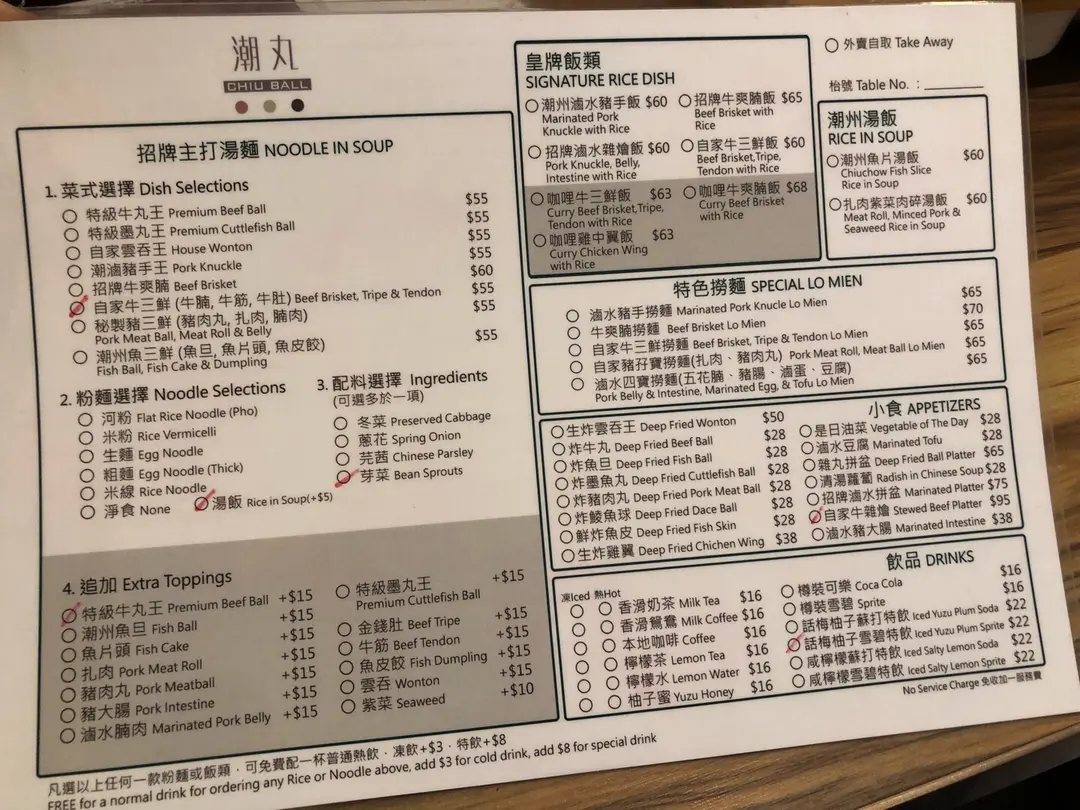 潮丸
CHIU BALL
招牌主打湯麵 NOODLE IN SOUP
1. 菜式選擇 Dish Selections
特級牛丸王 Premium Beef Ball $55
特級墨丸王 Premium Cuttlefish Ball $55
自家雲吞王 House Wonton $55
潮滷豬手王 Pork Knuckle $55
招牌牛爽腩 Beef Brisket $60
自家牛三鮮 (牛腩, 牛筋, 牛肚) Beef Brisket, Tripe & Tendon $55
秘製豬三鮮 (豬肉丸, 扎肉, 腩肉) $55
Pork Meat Ball, Meat Roll & Belly
潮州魚三鮮 (魚旦, 魚片頭, 魚皮餃) $55
Fish Ball, Fish Cake & Dumpling
2. 粉麵選擇 Noodle Selections
河粉 Flat Rice Noodle (Pho)
米粉 Rice Vermicelli
生麵 Egg Noodle
粗麵 Egg Noodle (Thick)
米線 Rice Noodle
淨食 None
湯飯 Rice in Soup(+$5)
3. 配料選擇 Ingredients
(可選多於一項)
冬菜 Preserved Cabbage
蔥花 Spring Onion
芫茜 Chinese Parsley
芽菜 Bean Sprouts
4. 追加 Extra Toppings
特級牛丸王 Premium Beef Ball +$15
潮州魚旦 Fish Ball +$15
魚片頭 Fish Cake +$15
扎肉 Pork Meat Roll +$15
豬肉丸 Pork Meatball +$15
豬大腸 Pork Intestine +$15
滷水腩肉 Marinated Pork Belly +$15
特級墨丸王 +$15
Premium Cuttlefish Ball
金錢肚 Beef Tripe +$15
牛筋 Beef Tendon +$15
魚皮餃 Fish Dumpling +$15
雲吞 Wonton +$15
紫菜 Seaweed +$10
凡選以上任何一款粉麵或飯類，可免費配一杯普通熱飲，凍飲+$3，特飲+$8
FREE for a normal drink for ordering any Rice or Noodle above, add $3 for cold drink, add $8 for special drink
皇牌飯類
SIGNATURE RICE DISH
潮州滷水豬手飯 $60
Marinated Pork
Knuckle with Rice
招牌滷水雜燴飯 $60
Pork Knuckle, Belly,
Intestine with Rice
咖哩牛三鮮飯 $63
Curry Beef Brisket,Tripe,
Tendon with Rice
咖哩雞中翼飯 $63
Curry Chicken Wing
with Rice
招牌牛爽腩飯 $65
Beef Brisket with
Rice
自家牛三鮮飯 $60
Beef Brisket,Tripe,
Tendon with Rice
咖哩牛爽腩飯 $68
Curry Beef Brisket
with Rice
外賣自取 Take Away
枱號 Table No. : ________
潮州湯飯
RICE IN SOUP
潮州魚片湯飯 $60
Chiuchow Fish Slice
Rice in Soup
扎肉紫菜肉碎湯飯 $60
Meat Roll, Minced Pork &
Seaweed Rice in Soup
特色撈麵 SPECIAL LO MIEN
滷水豬手撈麵 Marinated Pork Knucle Lo Mien $65
牛爽腩撈麵 Beef Brisket Lo Mien $70
自家牛三鮮撈麵 Beef Brisket, Tripe & Tendon Lo Mien $65
自家豬孖寶撈麵(扎肉、豬肉丸) Pork Meat Roll, Meat Ball Lo Mien $65
滷水四寶撈麵(五花腩、豬腸、滷蛋、豆腐) $65
Pork Belly & Intestine, Marinated Egg, & Tofu Lo Mien
小食 APPETIZERS
生炸雲吞王 Deep Fried Wonton $50
炸牛丸 Deep Fried Beef Ball $28
炸魚旦 Deep Fried Fish Ball $28
炸墨魚丸 Deep Fried Cuttlefish Ball $28
炸豬肉丸 Deep Fried Pork Meat Ball $28
炸鯪魚球 Deep Fried Dace Ball $28
鮮炸魚皮 Deep Fried Fish Skin $28
生炸雞翼 Deep Fried Chichen Wing $38
是日油菜 Vegetable of The Day $28
滷水豆腐 Marinated Tofu $28
雜丸拼盆 Deep Fried Ball Platter $65
清湯蘿蔔 Radish in Chinese Soup $28
招牌滷水拼盆 Marinated Platter $75
自家牛雜燴 Stewed Beef Platter $95
滷水豬大腸 Marinated Intestine $38
飲品 DRINKS
凍Iced 熱Hot
香滑奶茶 Milk Tea $16
香滑鴛鴦 Milk Coffee $16
本地咖啡 Coffee $16
檸檬茶 Lemon Tea $16
檸檬水 Lemon Water $16
柚子蜜 Yuzu Honey $16
樽裝可樂 Coca Cola $16
樽裝雪碧 Sprite $16
話梅柚子蘇打特飲 Iced Yuzu Plum Soda $22
話梅柚子雪碧特飲 Iced Yuzu Plum Sprite $22
咸檸檬蘇打特飲 Iced Salty Lemon Soda $22
咸檸檬雪碧特飲 Iced Salty Lemon Sprite $22
No Service Charge 免收加一服務費